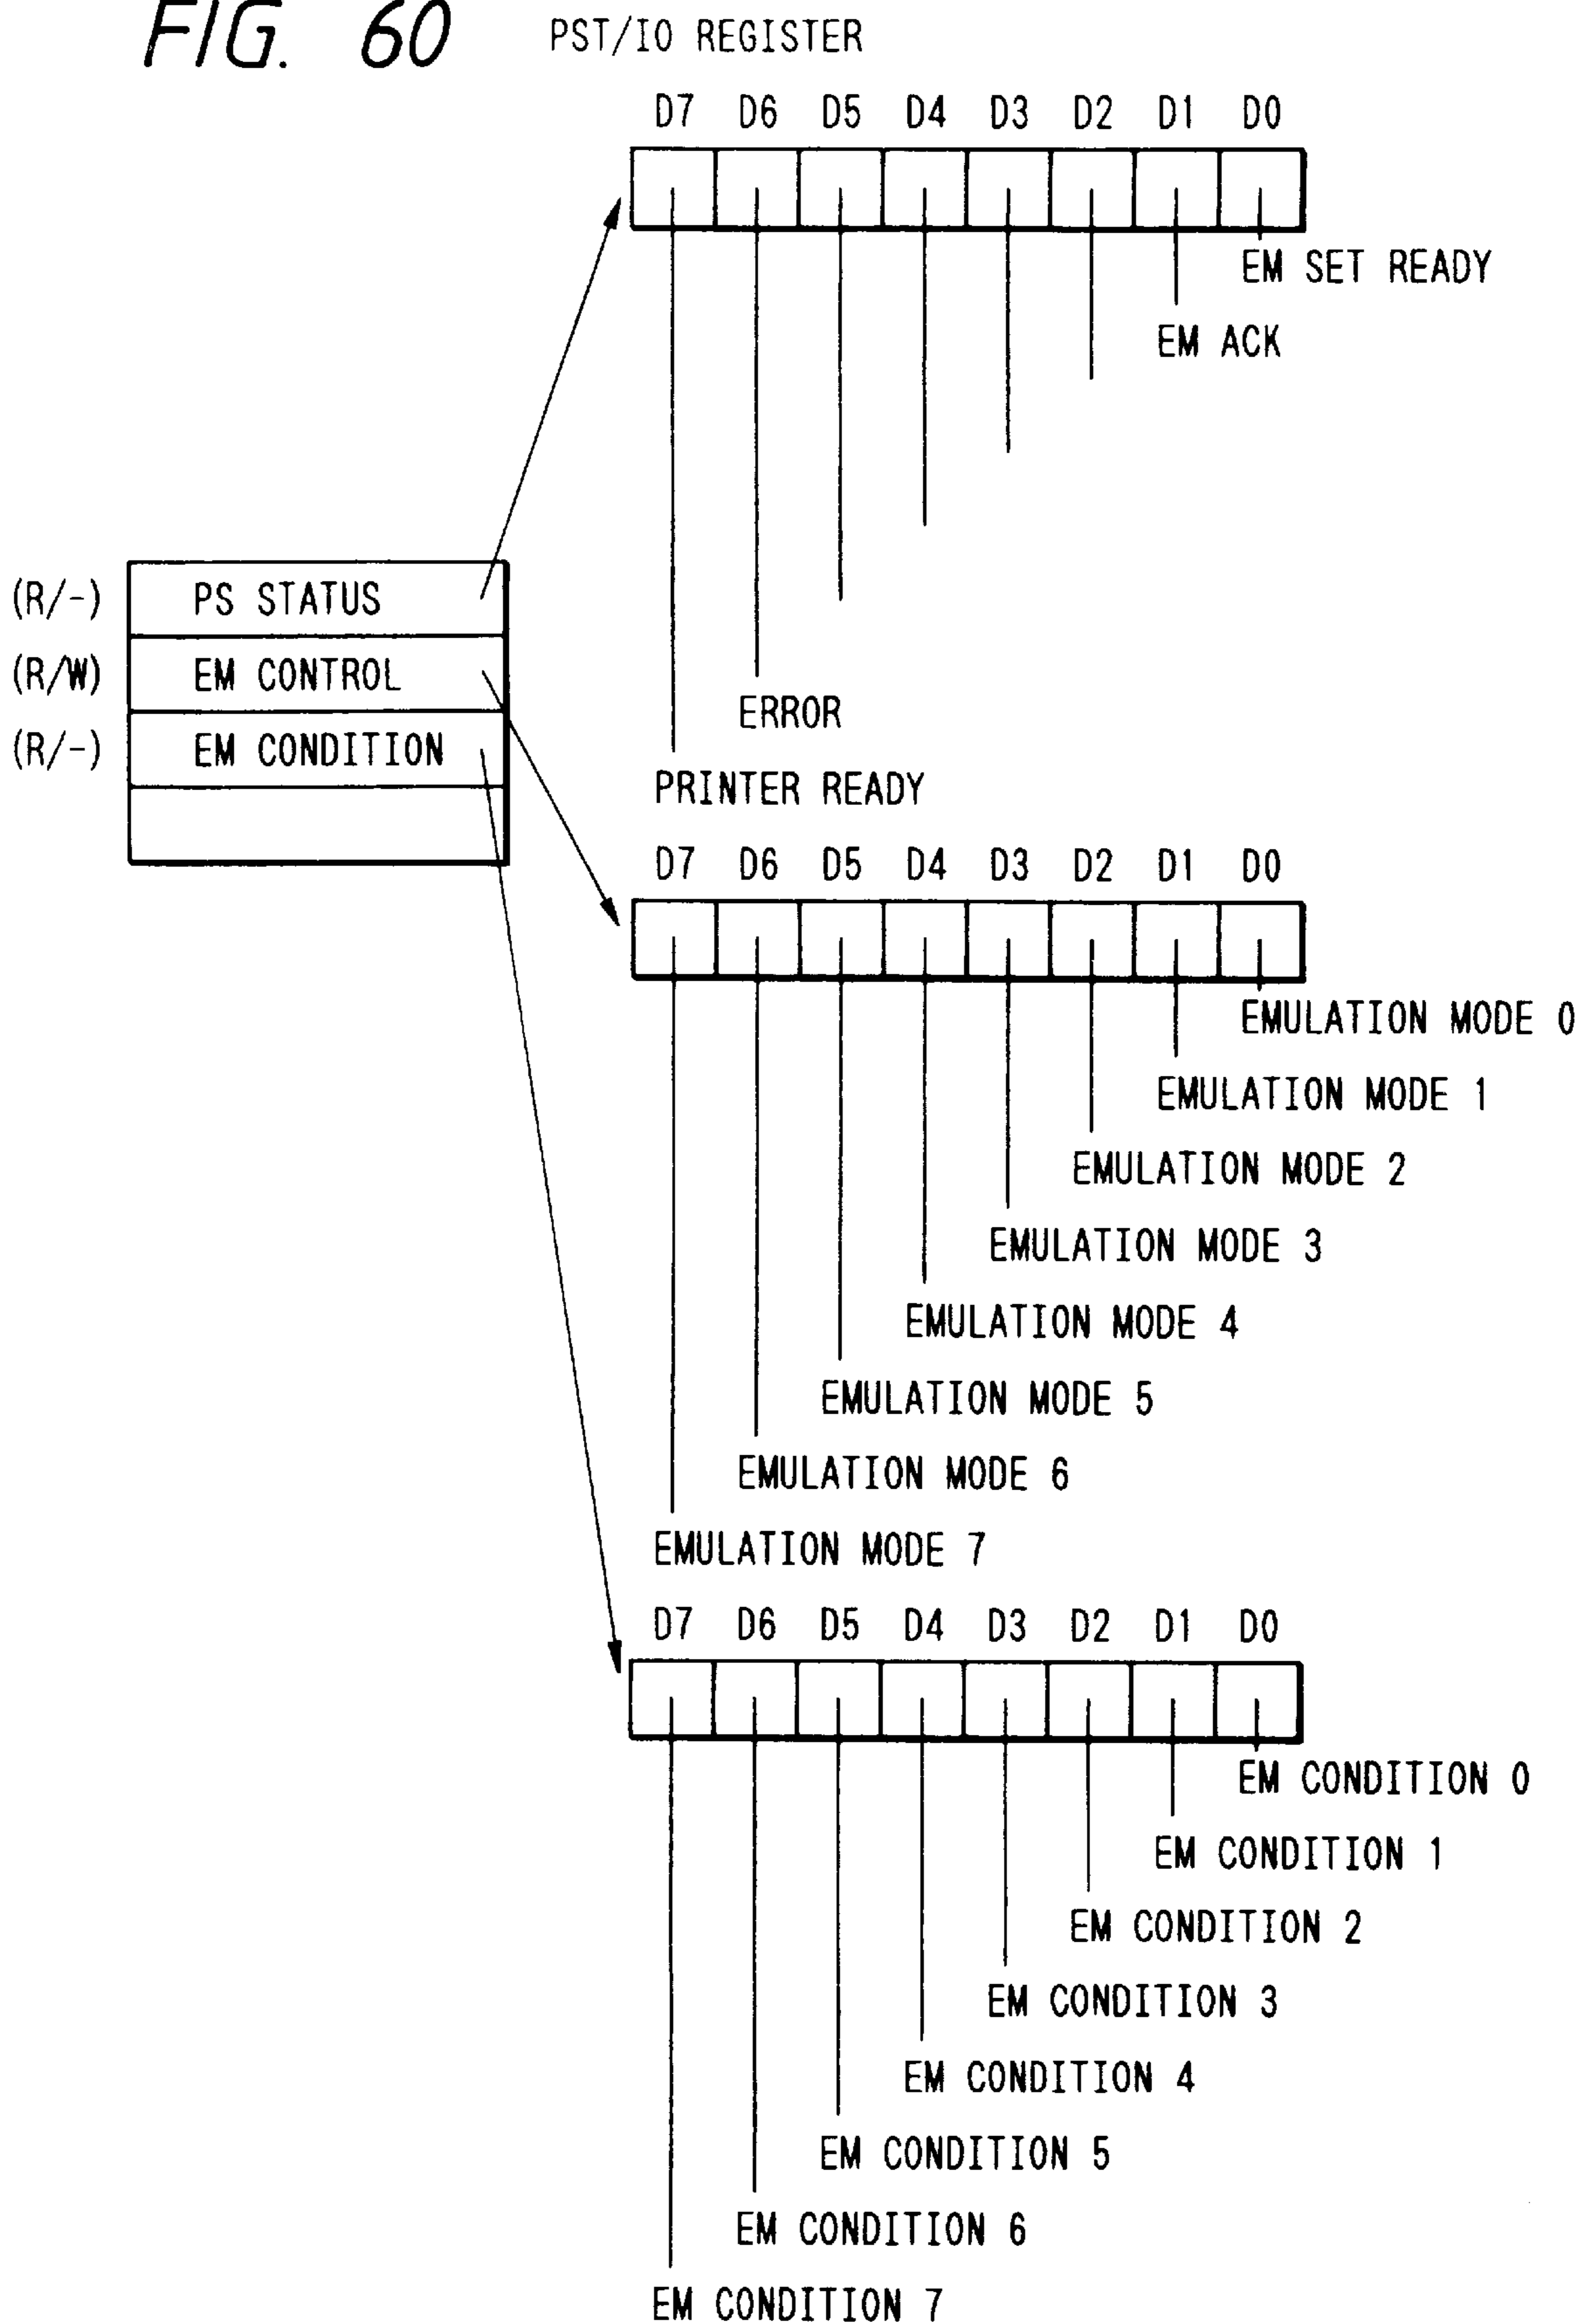 FIG. 60
PST/IO REGISTER
D7 D6 D5 D4 D3 D2 D1 D0
EM SET READY
EM ACK
(R/-) PS STATUS
(R/W) EM CONTROL
ERROR
(R/-) EM CONDITION
PRINTER READY
D7 D6 D5 D4 D3 D2 D1 D0
EMULATION MODE 0
EMULATION MODE 1
EMULATION MODE 2
EMULATION MODE 3
EMULATION MODE 4
EMULATION MODE 5
EMULATION MODE 6
EMULATION MODE 7
D7 D6 D5 D4 D3 D2 D1 D0
EM CONDITION 0
EM CONDITION 1
EM CONDITION 2
EM CONDITION 3
EM CONDITION 4
EM CONDITION 5
EM CONDITION 6
EM CONDITION 7